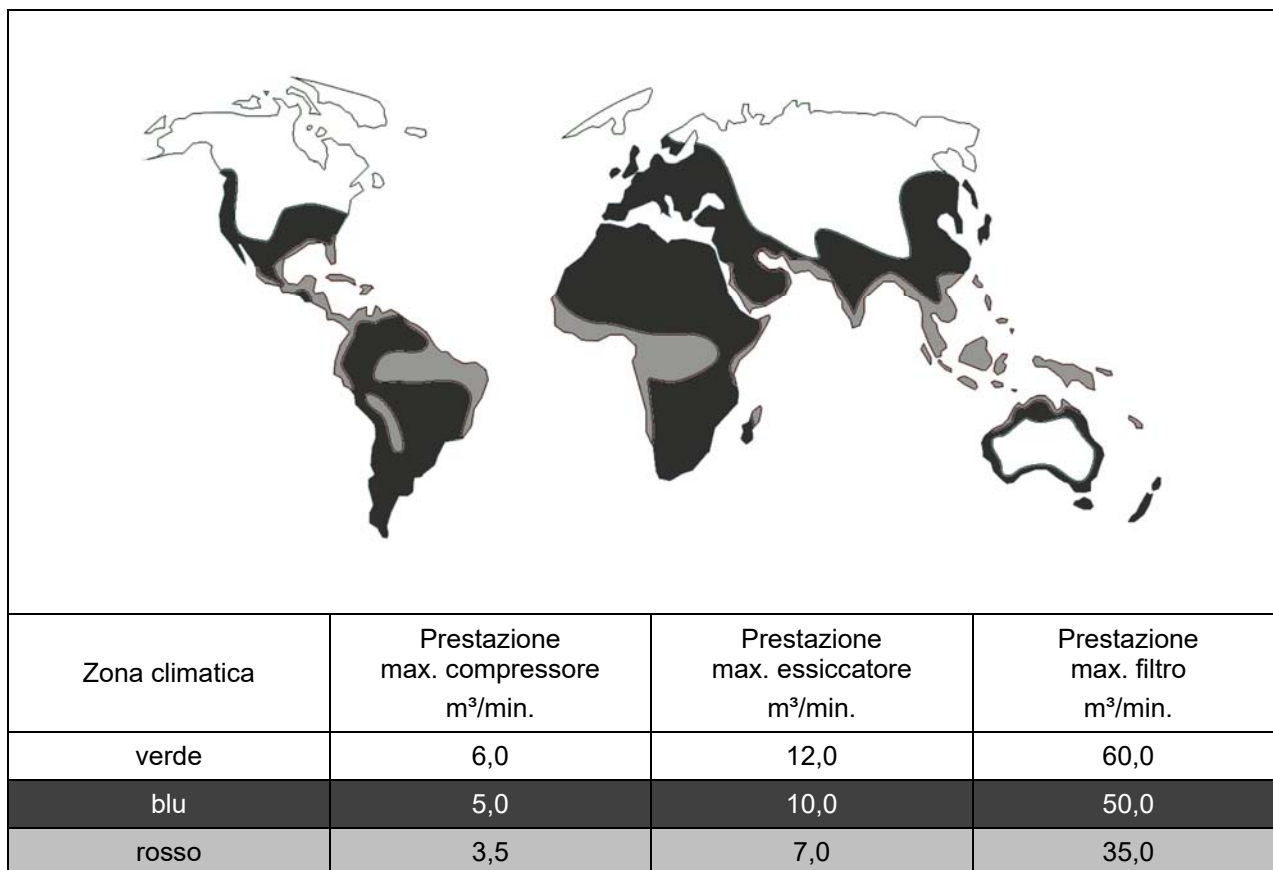 Zona climatica
Prestazione
max. compressore
m³/min.
Prestazione
max. essiccatore
m³/min.
Prestazione
max. filtro
m³/min.
verde 6,0 12,0 60,0
blu 5,0 10,0 50,0
rosso 3,5 7,0 35,0